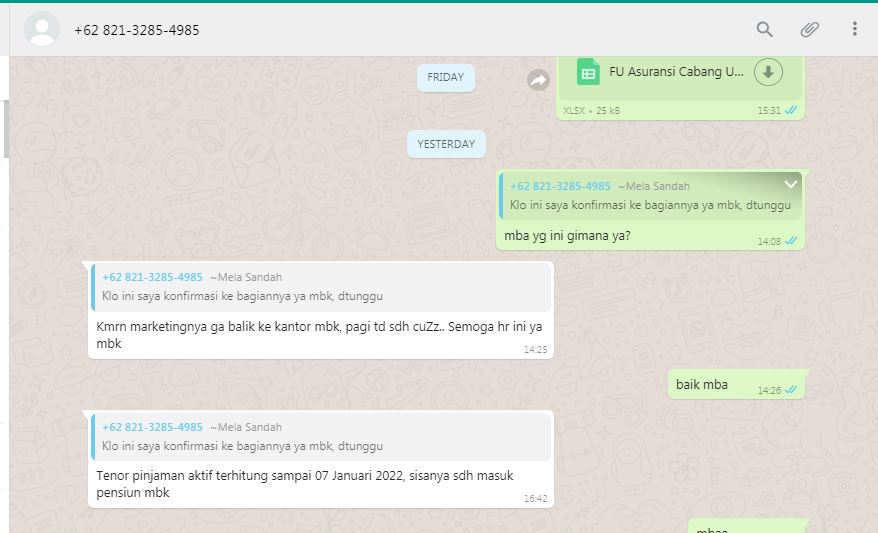 +62 821-3285-4985
FRIDAY
FU Asuransi Cabang U...
XLSX • 25 kB 15:31
YESTERDAY
+62 821-3285-4985 ~Mela Sandah
Klo ini saya konfirmasi ke bagiannya ya mbk, dtunggu
mba yg ini gimana ya?
14:08
+62 821-3285-4985 ~Mela Sandah
Klo ini saya konfirmasi ke bagiannya ya mbk, dtunggu
Kmrn marketingnya ga balik ke kantor mbk, pagi td sdh cuZz.. Semoga hr ini ya
mbk
14:25
baik mba 14:26
+62 821-3285-4985 ~Mela Sandah
Klo ini saya konfirmasi ke bagiannya ya mbk, dtunggu
Tenor pinjaman aktif terhitung sampai 07 Januari 2022, sisanya sdh masuk
pensiun mbk
16:42